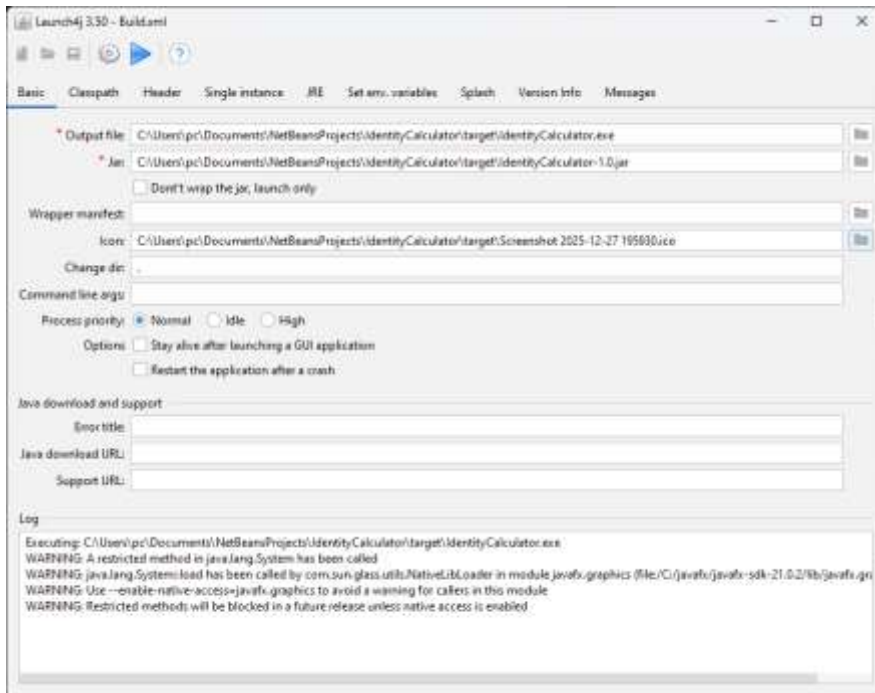 Launch4j 3.50 - Build.xml
Basic Classpath Header Single instance JRE Set env. variables Splash Version Info Messages
* Output file: C:\Users\pc\Documents\NetBeansProjects\IdentityCalculator\target\IdentityCalculator.exe
* Jar: C:\Users\pc\Documents\NetBeansProjects\IdentityCalculator\target\IdentityCalculator-1.0.jar
Dont't wrap the jar, launch only
Wrapper manifest:
Icon: C:\Users\pc\Documents\NetBeansProjects\IdentityCalculator\target\Screenshot 2025-12-27 195930.ico
Change dir: .
Command line args:
Process priority: Normal Idle High
Options: Stay alive after launching a GUI application
Restart the application after a crash
Java download and support
Error title:
Java download URL:
Support URL:
Log
Executing: C:\Users\pc\Documents\NetBeansProjects\IdentityCalculator\target\IdentityCalculator.exe
WARNING: A restricted method in java.lang.System has been called
WARNING: java.lang.System::load has been called by com.sun.glass.utils.NativeLibLoader in module javafx.graphics (file:/C:/javafx/javafx-sdk-21.0.2/lib/javafx.gra
WARNING: Use --enable-native-access=javafx.graphics to avoid a warning for callers in this module
WARNING: Restricted methods will be blocked in a future release unless native access is enabled